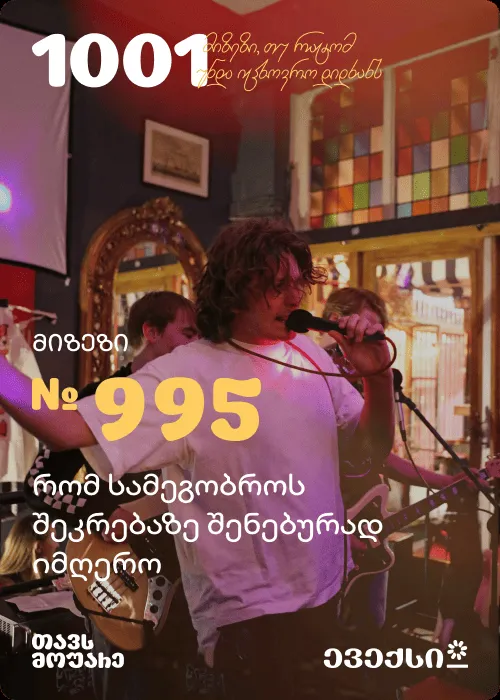 1001
მიზეზი, თუ რატომ
უნდა იცხოვრო დიდხანს
მიზეზი
№ 995
რომ სამეგობროს
შეკრებაზე შენებურად
იმღერო
თავს
მოუარე
ევექსი